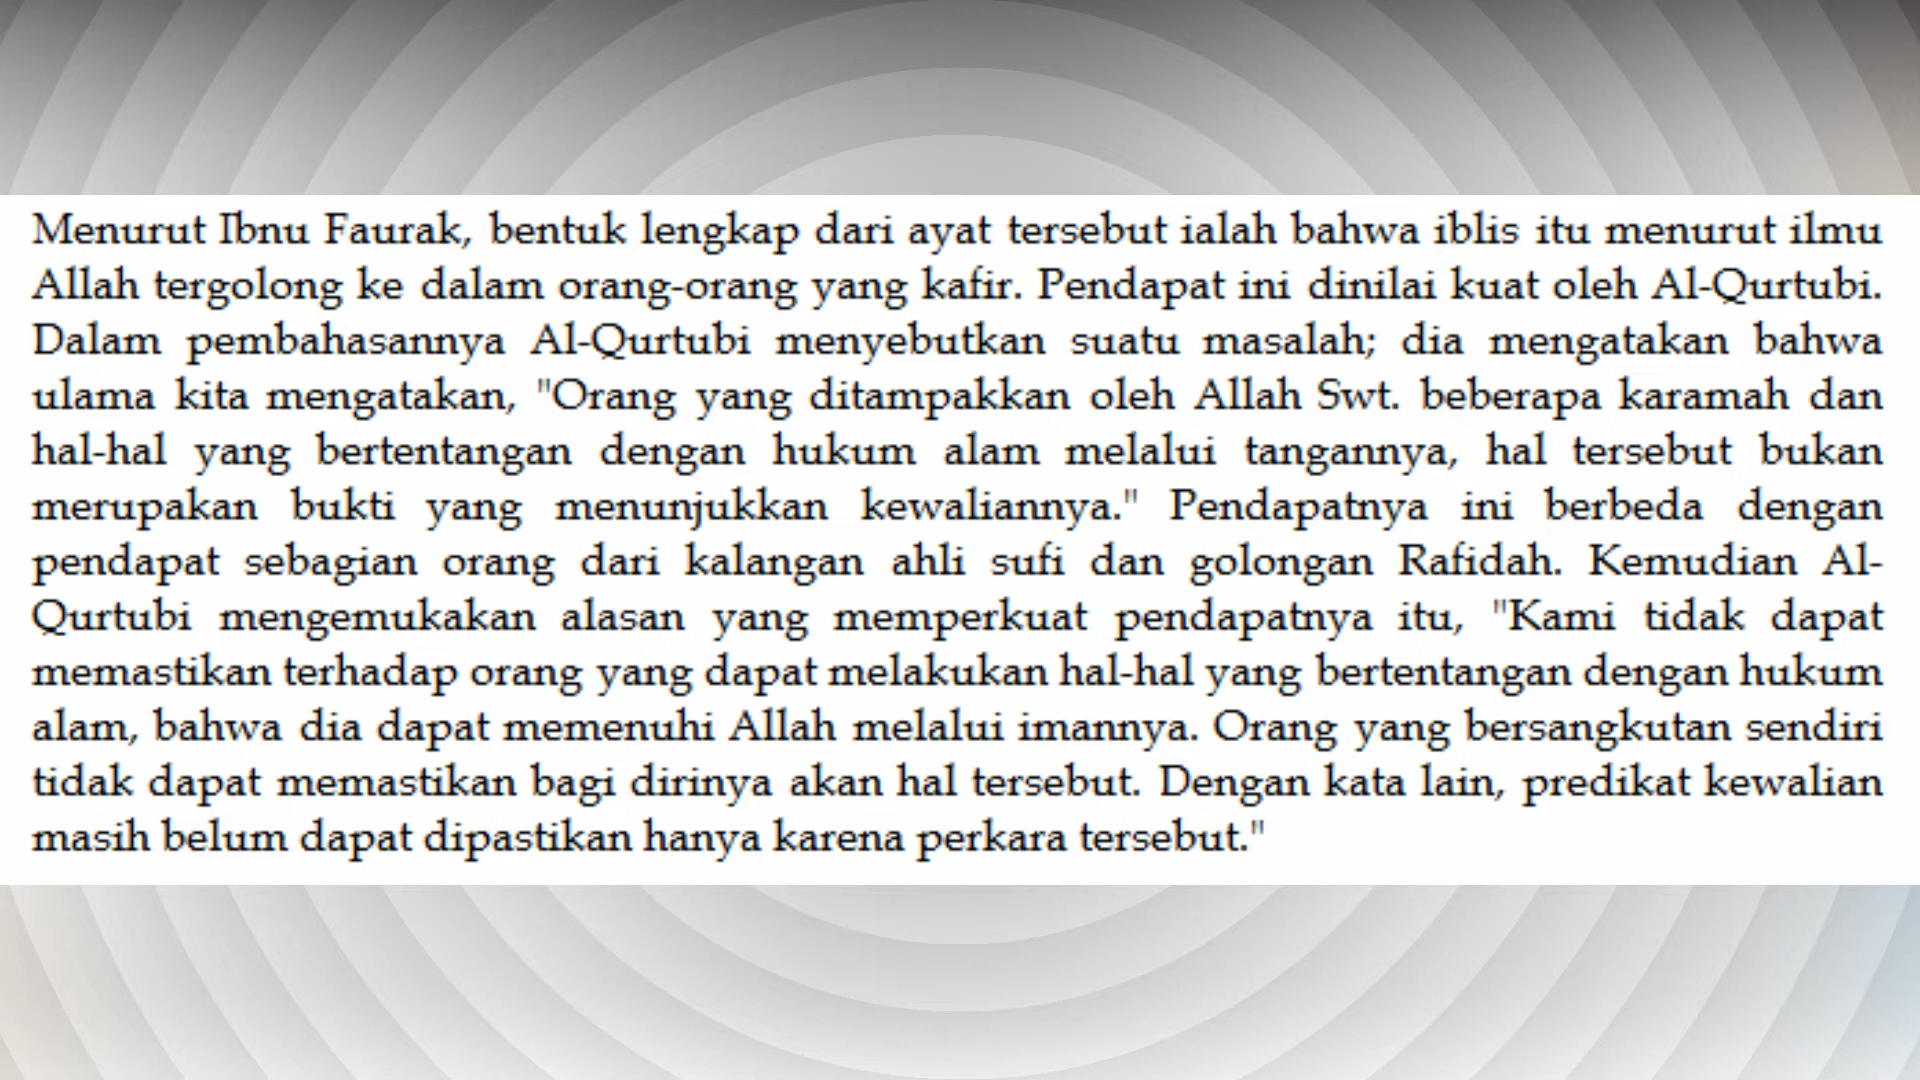 Menurut Ibnu Faurak, bentuk lengkap dari ayat tersebut ialah bahwa iblis itu menurut ilmu
Allah tergolong ke dalam orang-orang yang kafir. Pendapat ini dinilai kuat oleh Al-Qurtubi.
Dalam pembahasannya Al-Qurtubi menyebutkan suatu masalah; dia mengatakan bahwa
ulama kita mengatakan, "Orang yang ditampakkan oleh Allah Swt. beberapa karamah dan
hal-hal yang bertentangan dengan hukum alam melalui tangannya, hal tersebut bukan
merupakan bukti yang menunjukkan kewaliannya." Pendapatnya ini berbeda dengan
pendapat sebagian orang dari kalangan ahli sufi dan golongan Rafidah. Kemudian Al-
Qurtubi mengemukakan alasan yang memperkuat pendapatnya itu, "Kami tidak dapat
memastikan terhadap orang yang dapat melakukan hal-hal yang bertentangan dengan hukum
alam, bahwa dia dapat memenuhi Allah melalui imannya. Orang yang bersangkutan sendiri
tidak dapat memastikan bagi dirinya akan hal tersebut. Dengan kata lain, predikat kewalian
masih belum dapat dipastikan hanya karena perkara tersebut."